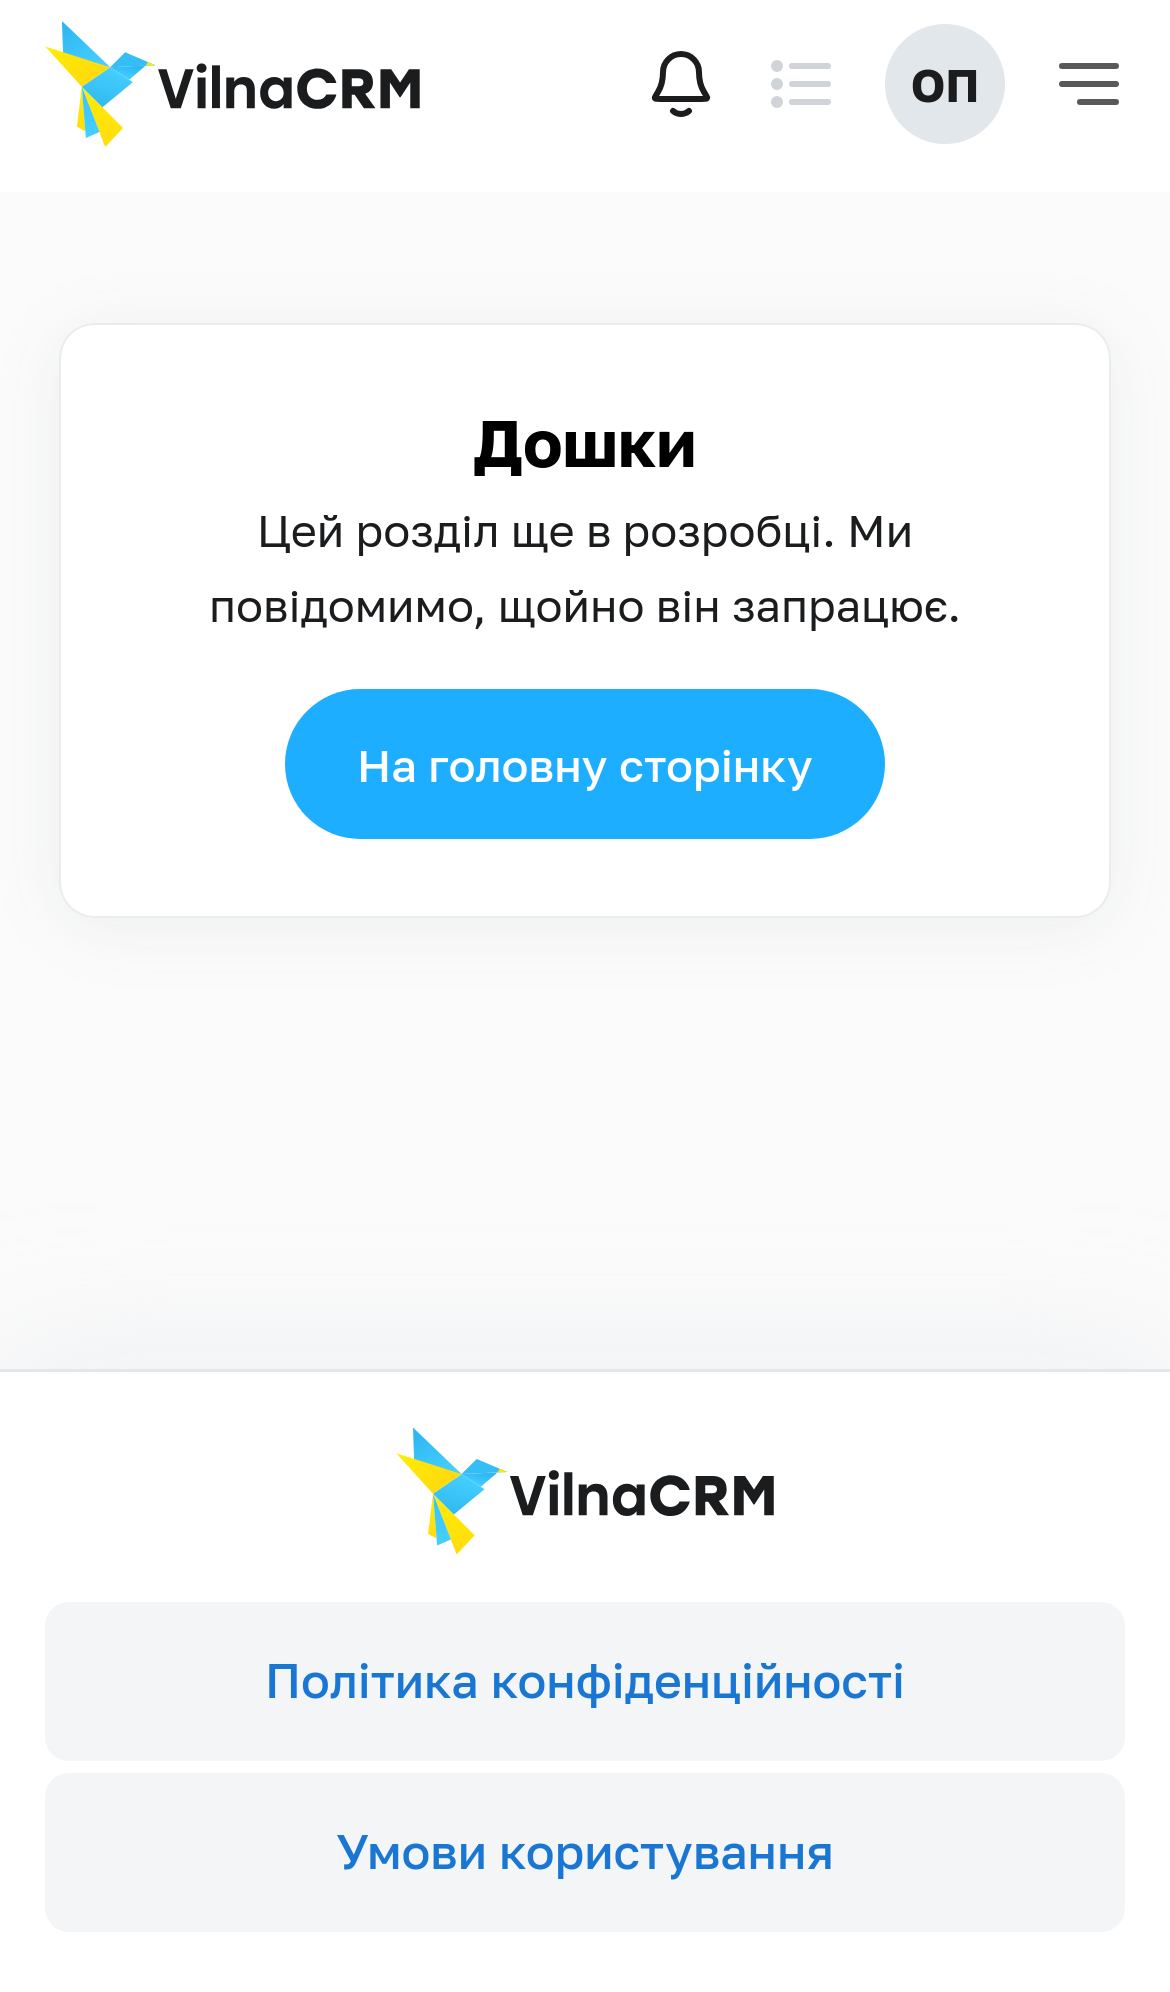 VilnaCRM
ОП
Дошки
Цей розділ ще в розробці. Ми
повідомимо, щойно він запрацює.
На головну сторінку
VilnaCRM
Політика конфіденційності
Умови користування